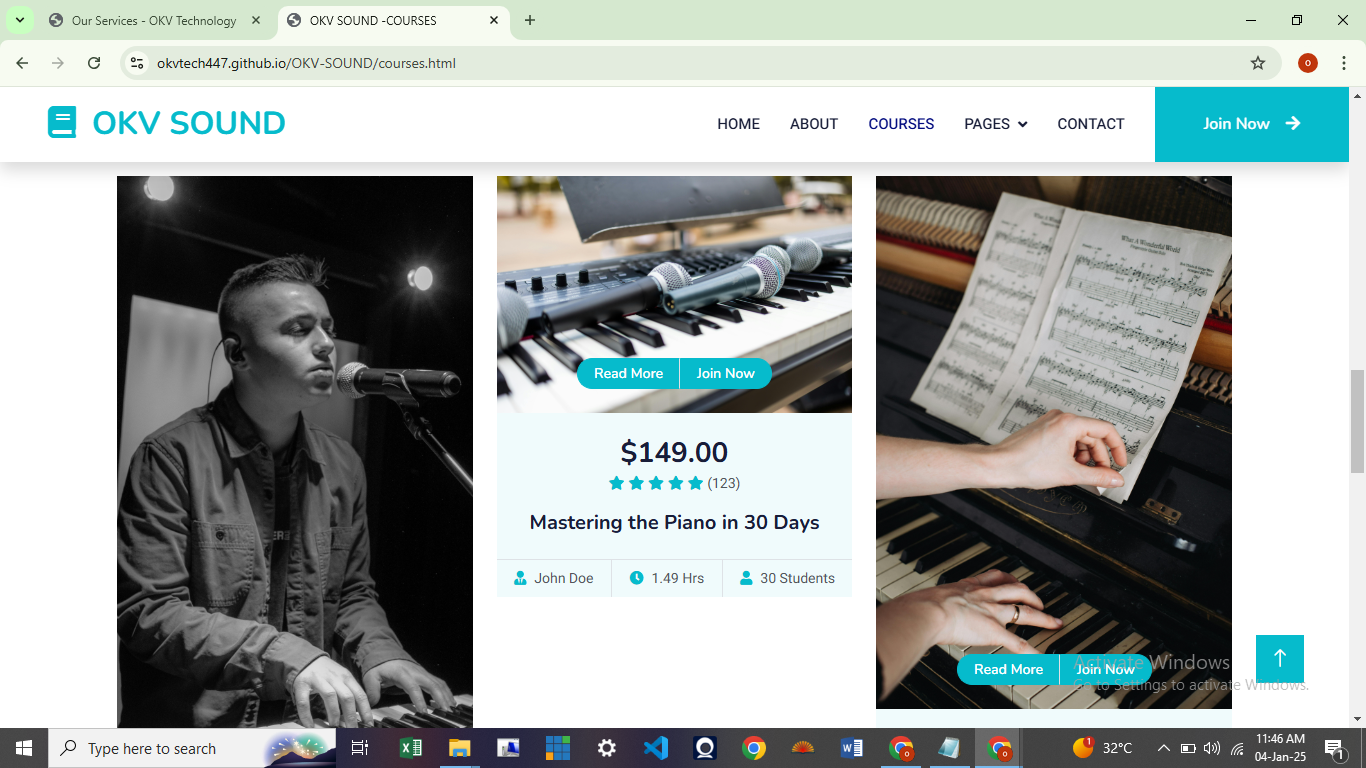 Our Services - OKV Technology
OKV SOUND -COURSES
okvtech447.github.io/OKV-SOUND/courses.html
o
OKV SOUND
HOME
ABOUT
COURSES
PAGES
CONTACT
Join Now
What A Wonderful World
Read More
Join Now
$149.00
(123)
Mastering the Piano in 30 Days
John Doe
1.49 Hrs
30 Students
Read More
Join Now
Activate Windows
Go to Settings to activate Windows.
Type here to search
1
32°C
11:46 AM
04-Jan-25
1